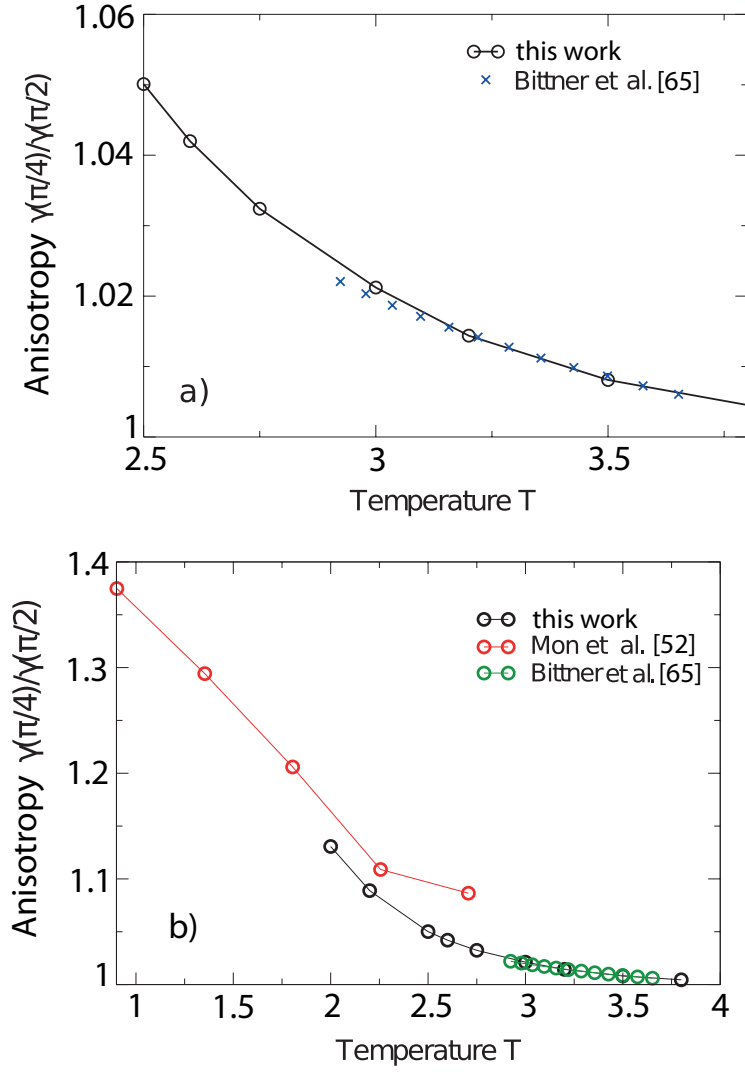 1.06
this work
Bittner et al. [65]
1.04
Anisotropy γ(π/4)/γ(π/2)
1.02
a)
1
2.5 3 3.5
Temperature T
1.4
this work
Mon et al. [52]
Bittner et al. [65]
1.3
Anisotropy γ(π/4)/γ(π/2)
1.2
1.1
b)
1
1 1.5 2 2.5 3 3.5 4
Temperature T